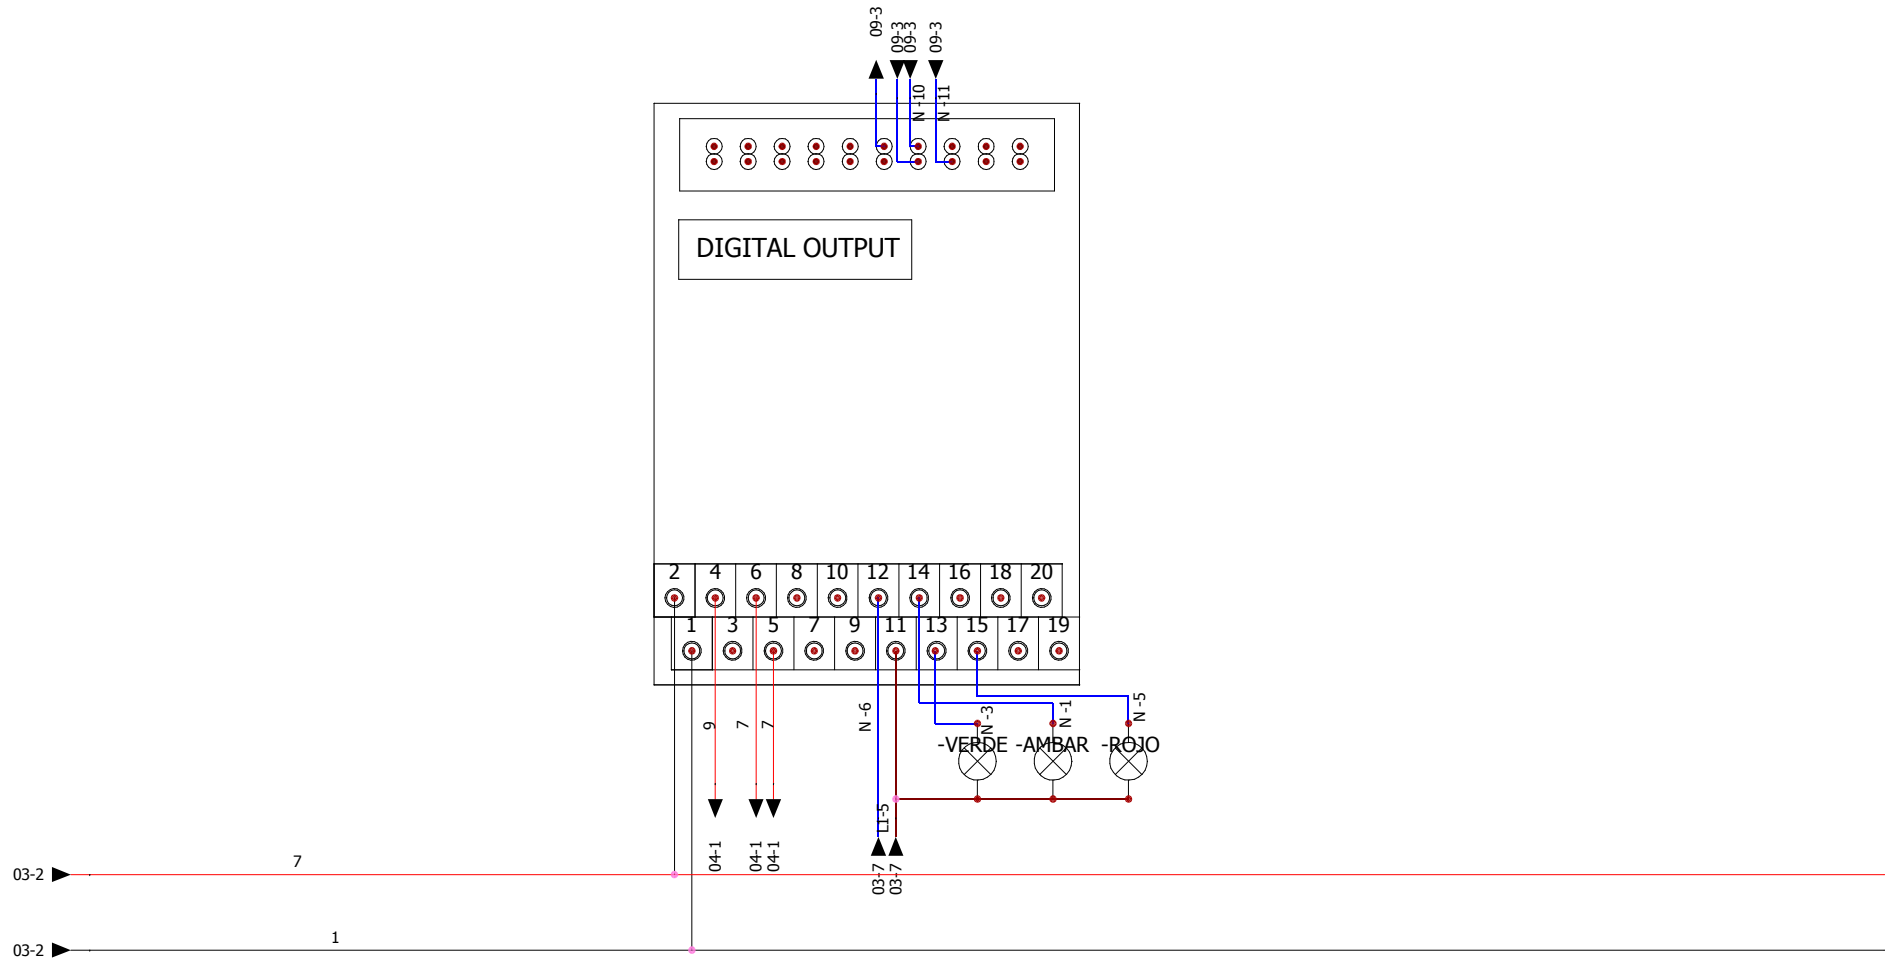 09-3
09-3
09-3
09-3
N -10
N -11
DIGITAL OUTPUT
2 4 6 8 10 12 14 16 18 20
1 3 5 7 9 11 13 15 17 19
9
7
7
N -6
N -3
N -1
N -5
-VERDE -AMBAR -ROJO
L1-5
04-1
04-1
04-1
03-7
03-7
7
03-2
1
03-2